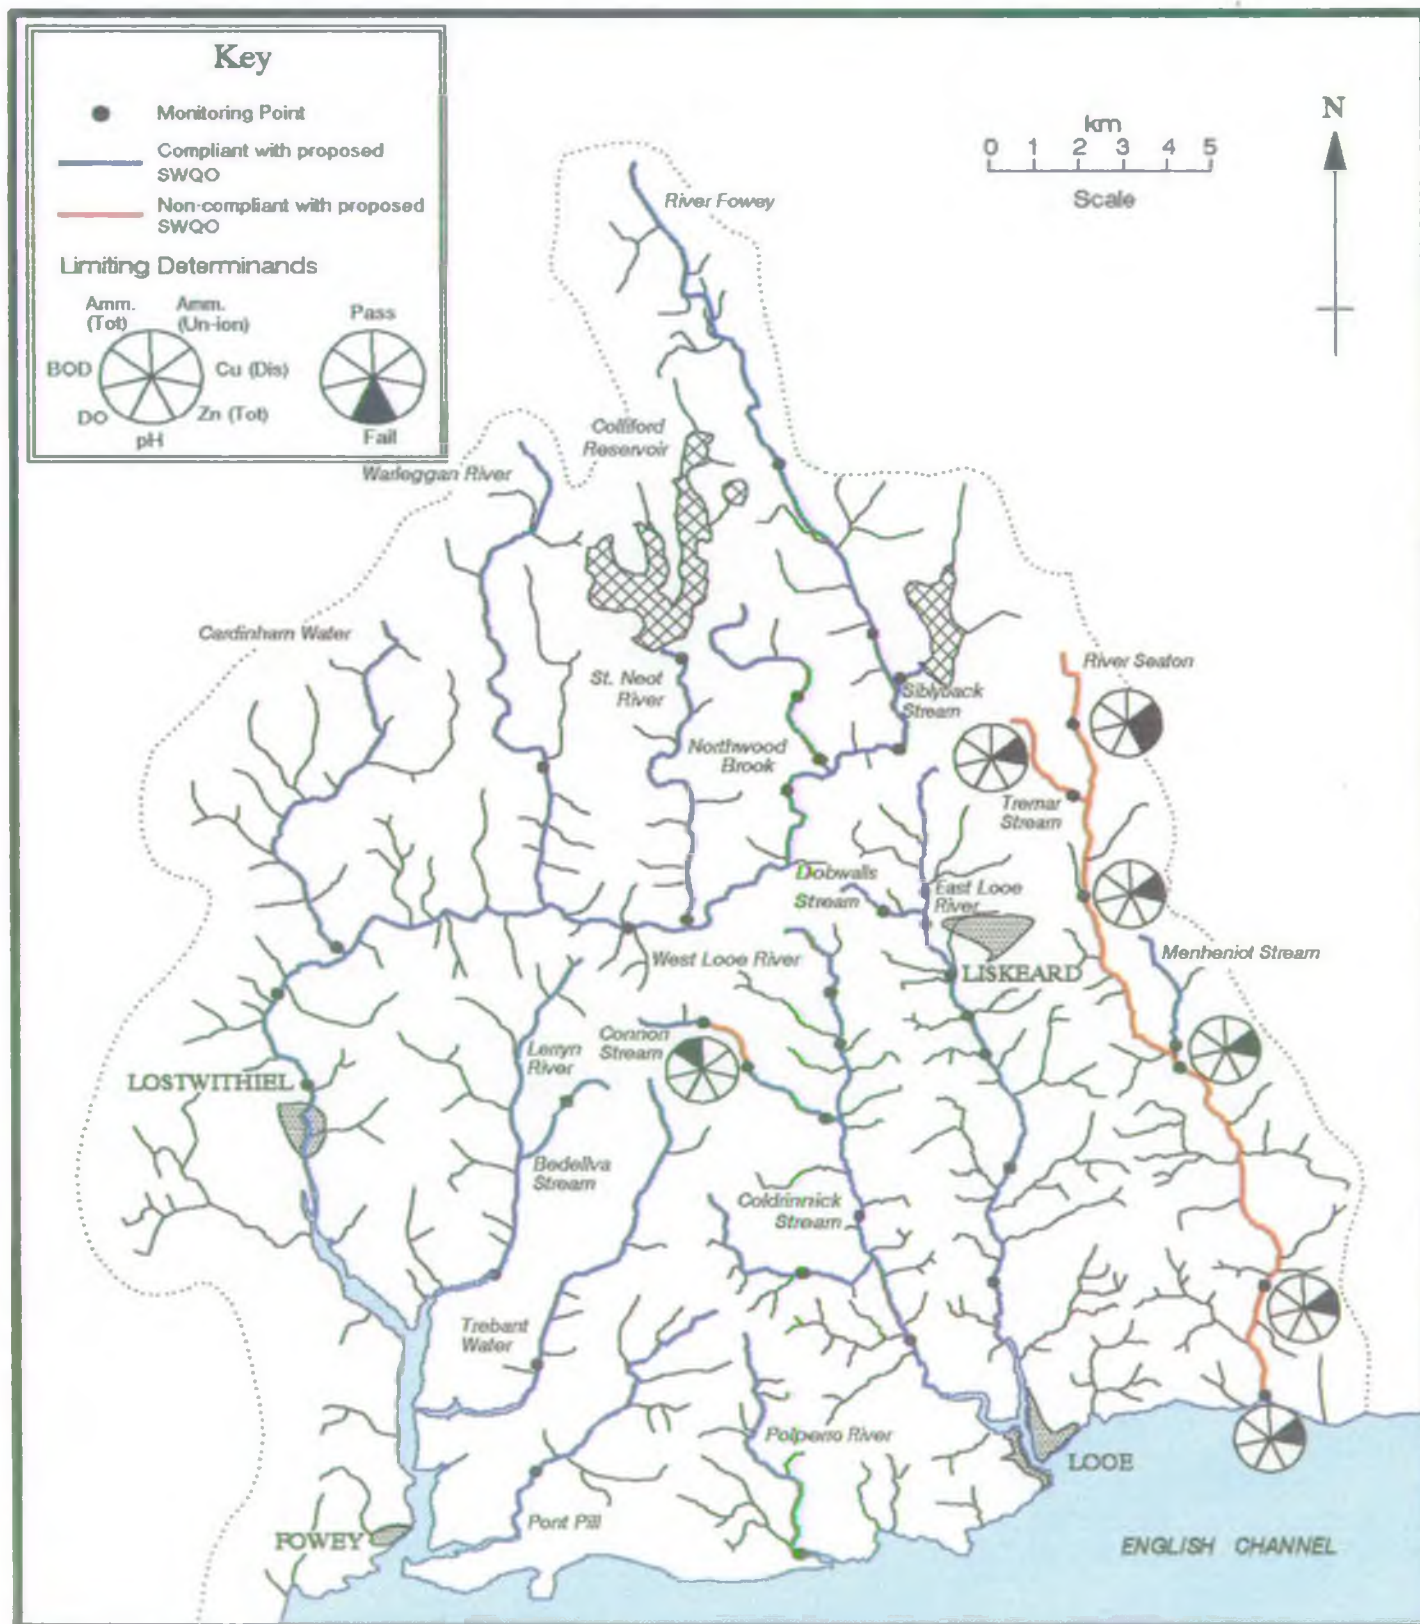 Key
Monitoring Point
Compliant with proposed
SWQO
Non-compliant with proposed
SWQO
Limiting Determinands
Amm.
(Tot)
Amm.
(Un-ion)
BOD
Cu (Dis)
DO
Zn (Tot)
pH
Pass
Fail
km
0 1 2 3 4 5
Scale
N
River Fowey
Colliford
Reservoir
Warleggan River
Cardinham Water
St. Neot
River
Northwood
Brook
Siblyback
Stream
River Seaton
Tremar
Stream
Dobwalls
Stream
East Looe
River
LISKEARD
Menheniot Stream
West Looe River
Connon
Stream
Lerryn
River
LOSTWITHIEL
Bedellva
Stream
Coldrinnick
Stream
Trebant
Water
Polperro River
LOOE
Pont Pill
FOWEY
ENGLISH CHANNEL